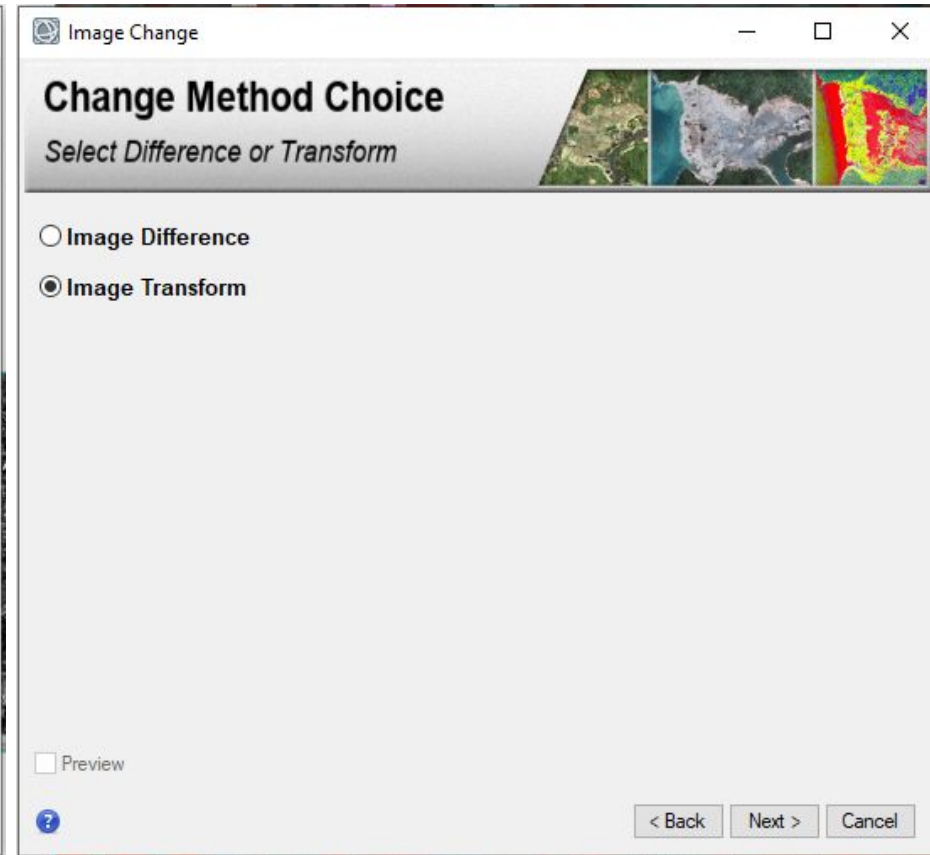 Image Change
Change Method Choice
Select Difference or Transform
Image Difference
Image Transform
Preview
?
< Back Next > Cancel